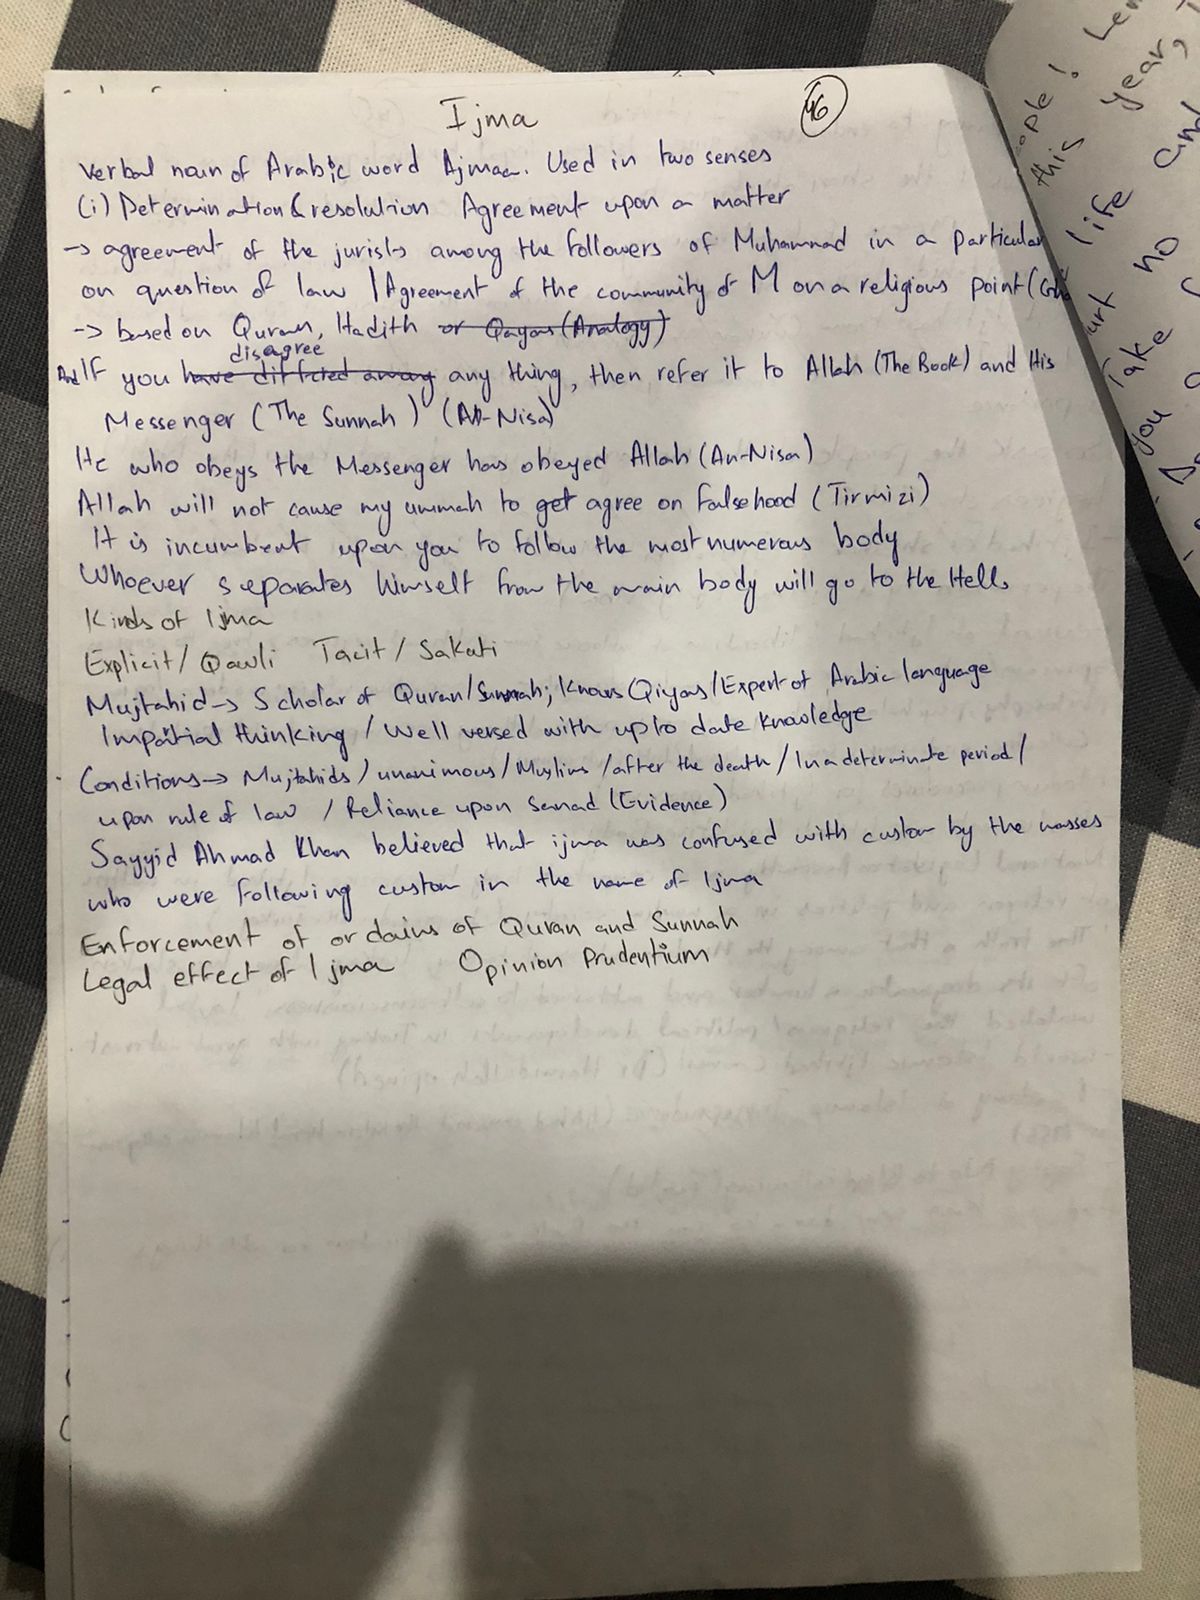 Ijma
46
Verbal noun of Arabic word Ajmaa. Used in two senses
(i) Determination & resolution Agreement upon a matter
→ agreement of the jurists among the followers of Muhammad in a particular
on question of law / Agreement of the community of M on a religious point (
→ based on Quran, Hadith or Qayas (Analogy)
disagree
And If you have differed among any thing, then refer it to Allah (The Book) and His
Messenger (The Sunnah) (An-Nisa)
He who obeys the Messenger has obeyed Allah (An-Nisa)
Allah will not cause my ummah to get agree on falsehood (Tirmizi)
It is incumbent upon you to follow the most numerous body
Whoever separates himself from the main body will go to the Hell
Kinds of Ijma
Explicit / Qawli Tacit / Sakuti
Mujtahid → Scholar of Quran/Sunnah; Knows Qiyas / Expert of Arabic language
Impatial thinking / Well versed with upto date knowledge
Conditions → Mujtahids / unanimous / Muslims / after the death / In a determinate period /
upon rule of law / Reliance upon sanad (Evidence)
Sayyid Ahmad Khan believed that ijma was confused with custom by the masses
who were following custom in the name of Ijma
Enforcement of ordains of Quran and Sunnah
Legal effect of Ijma Opinion Prudentium
ople!
this year,
life and
Take no
you